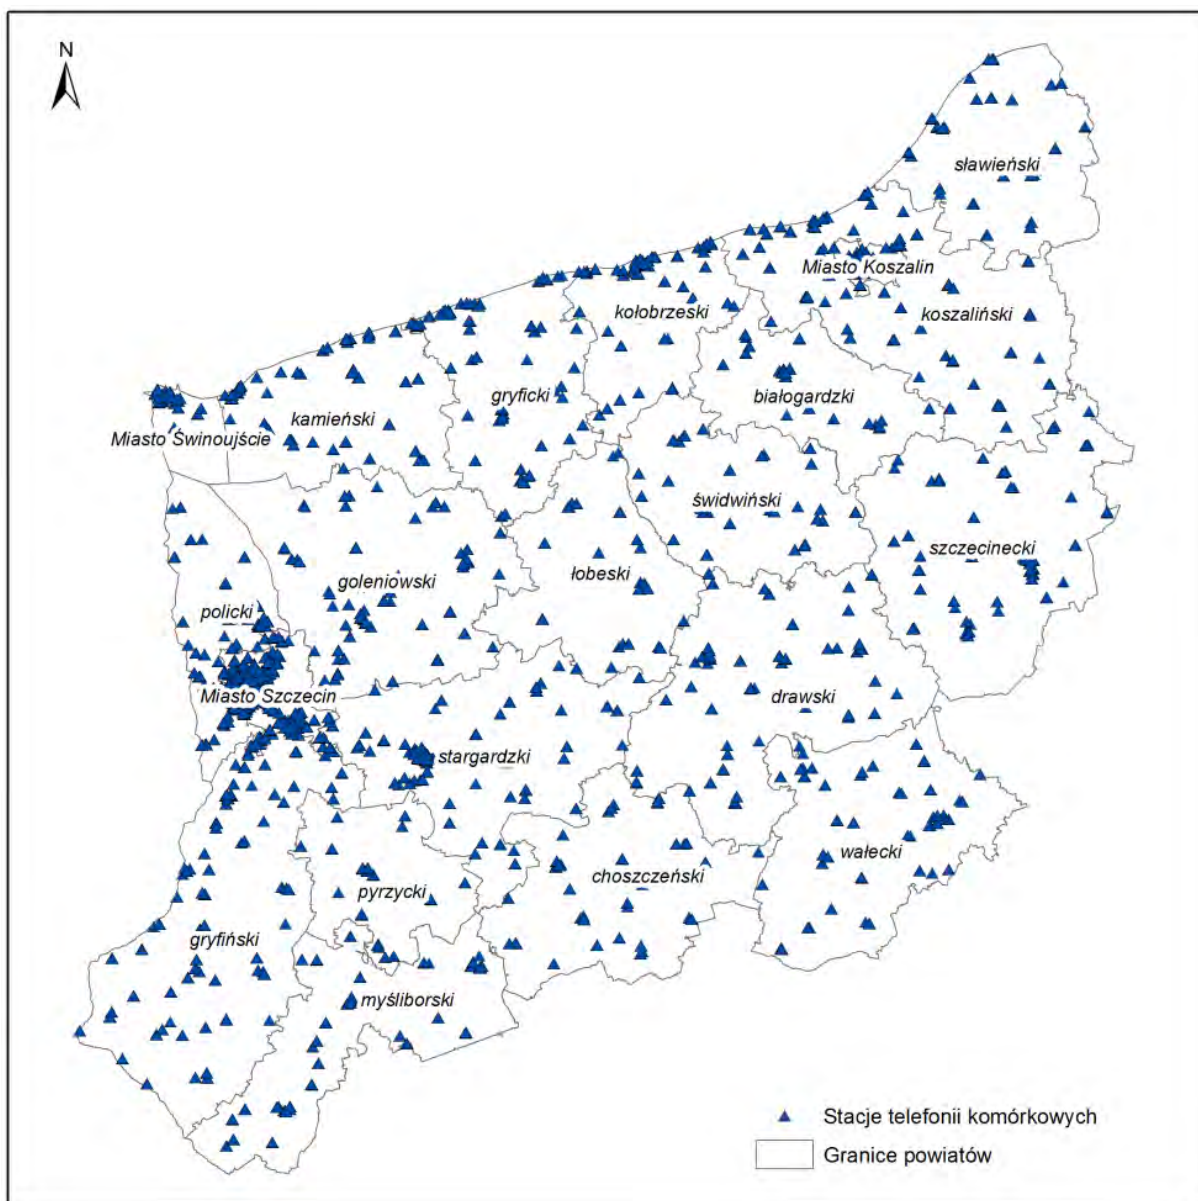 N
sławieński
Miasto Koszalin
kołobrzeski
koszaliński
gryficki
białogardzki
kamieński
Miasto Świnoujście
świdwiński
szczecinecki
łobeski
goleniowski
policki
Miasto Szczecin
drawski
stargardzki
wałecki
choszczeński
pyrzycki
gryfiński
myśliborski
Stacje telefonii komórkowych
Granice powiatów